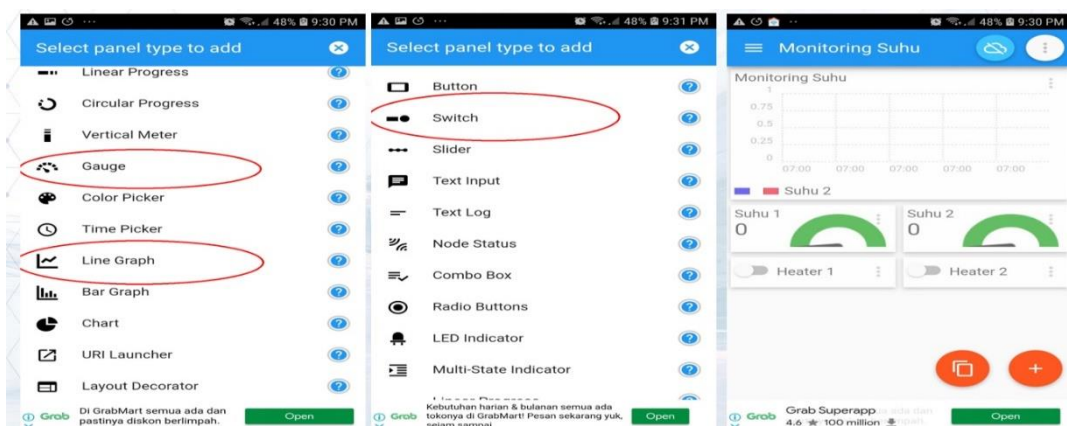 48% 9:30 PM
Select panel type to add
Linear Progress
Circular Progress
Vertical Meter
Gauge
Color Picker
Time Picker
Line Graph
Bar Graph
Chart
URI Launcher
Layout Decorator
Grab
Di GrabMart semua ada dan
pastinya diskon berlimpah.
Open
48% 9:31 PM
Select panel type to add
Button
Switch
Slider
Text Input
Text Log
Node Status
Combo Box
Radio Buttons
LED Indicator
Multi-State Indicator
Linear Progress
Grab
Kebutuhan harian & bulanan semua ada
tokonya di GrabMart! Pesan sekarang yuk,
sejam sampai
Open
48% 9:30 PM
Monitoring Suhu
Monitoring Suhu
1
0.75
0.5
0.25
0
07:00 07:00 07:00 07:00 07:00
Suhu 2
Suhu 1
0
Suhu 2
0
Heater 1
Heater 2
Grab
Grab Superapp
4.6 ★ 100 million
Open